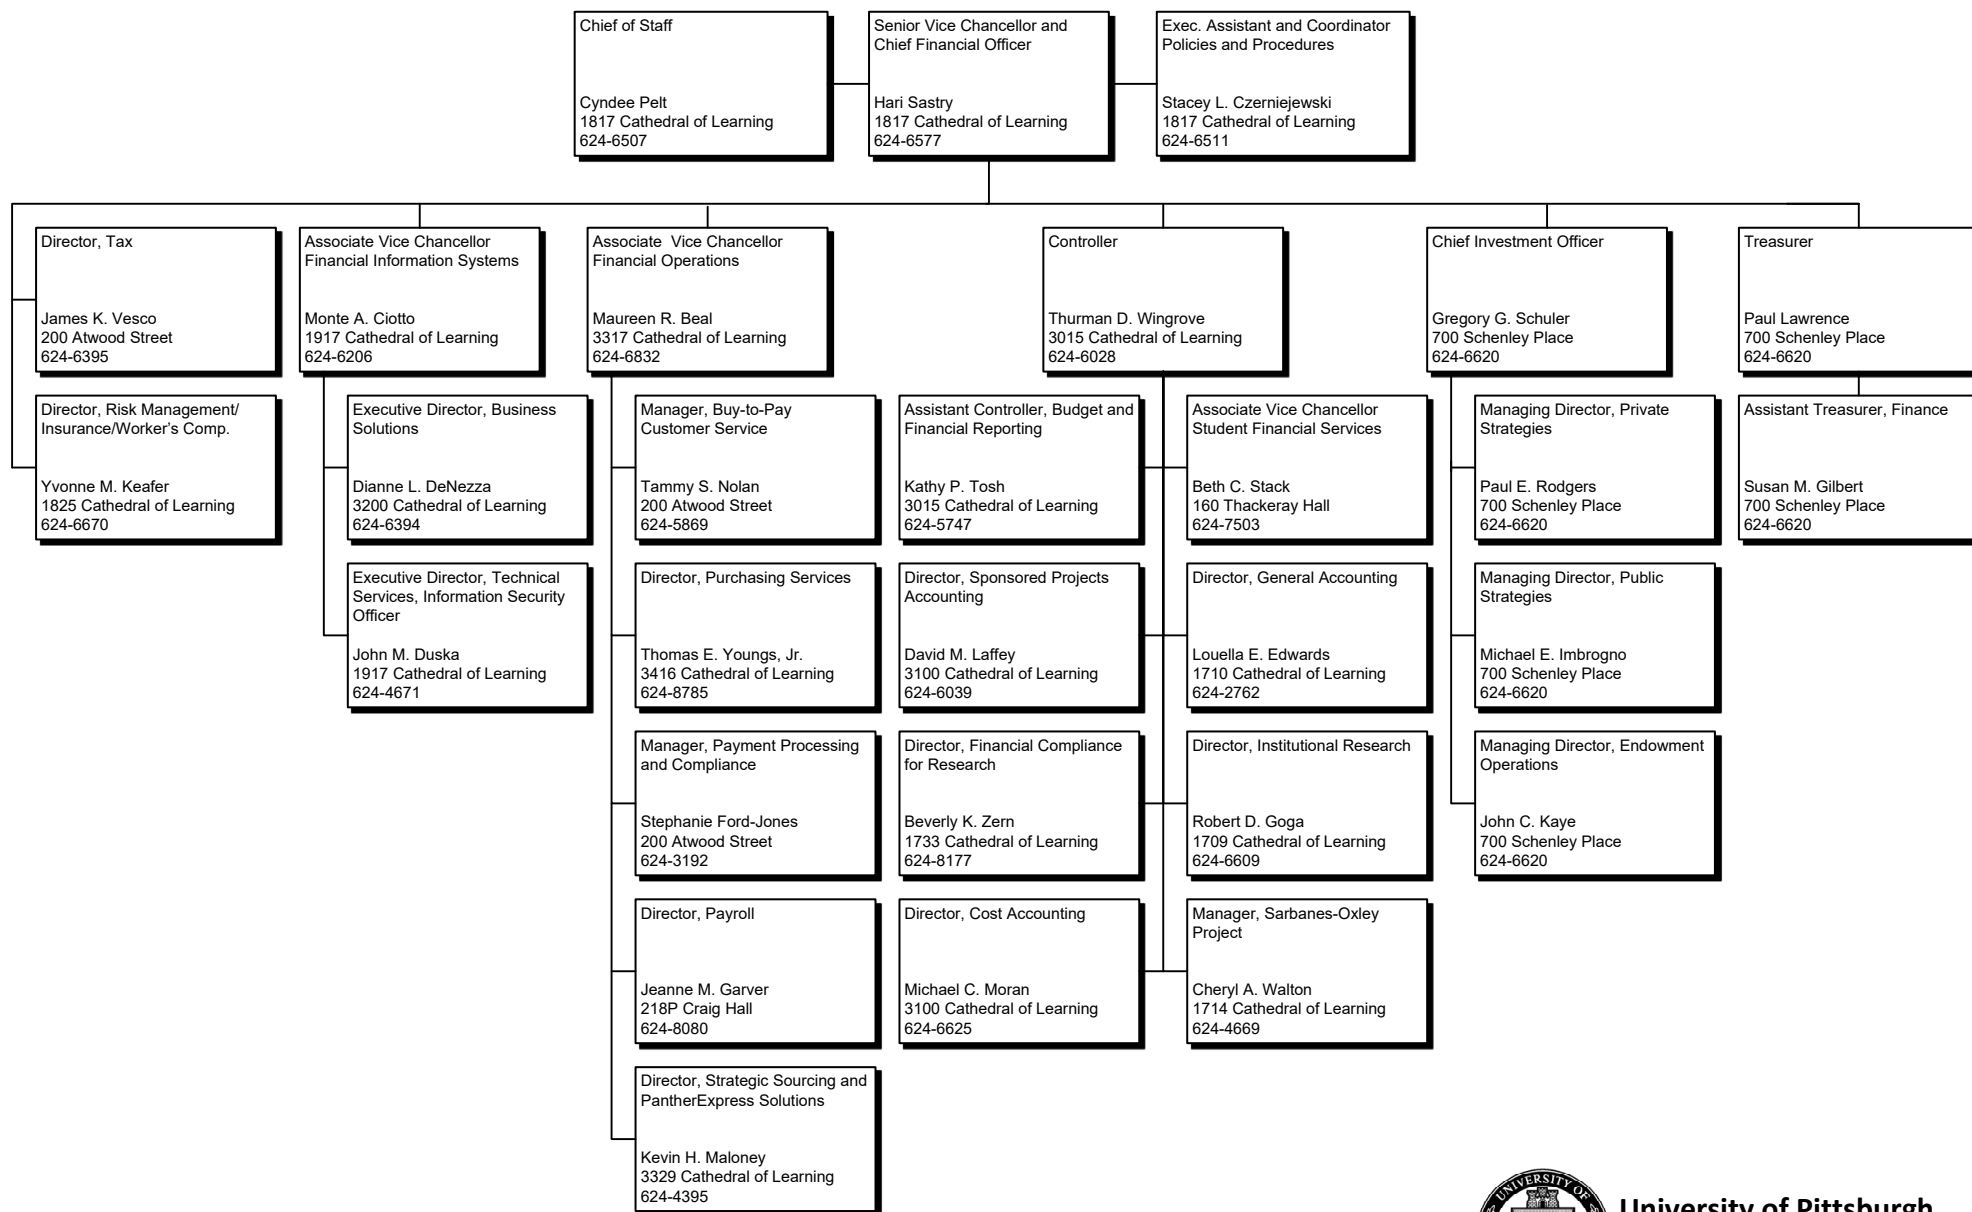 Chief of Staff
Cyndee Pelt
1817 Cathedral of Learning
624-6507
Senior Vice Chancellor and
Chief Financial Officer
Hari Sastry
1817 Cathedral of Learning
624-6577
Exec. Assistant and Coordinator
Policies and Procedures
Stacey L. Czerniejewski
1817 Cathedral of Learning
624-6511
Director, Tax
James K. Vesco
200 Atwood Street
624-6395
Director, Risk Management/
Insurance/Worker’s Comp.
Yvonne M. Keafer
1825 Cathedral of Learning
624-6670
Associate Vice Chancellor
Financial Information Systems
Monte A. Ciotto
1917 Cathedral of Learning
624-6206
Executive Director, Business
Solutions
Dianne L. DeNezza
3200 Cathedral of Learning
624-6394
Executive Director, Technical
Services, Information Security
Officer
John M. Duska
1917 Cathedral of Learning
624-4671
Associate  Vice Chancellor
Financial Operations
Maureen R. Beal
3317 Cathedral of Learning
624-6832
Manager, Buy-to-Pay
Customer Service
Tammy S. Nolan
200 Atwood Street
624-5869
Director, Purchasing Services
Thomas E. Youngs, Jr.
3416 Cathedral of Learning
624-8785
Manager, Payment Processing
and Compliance
Stephanie Ford-Jones
200 Atwood Street
624-3192
Director, Payroll
Jeanne M. Garver
218P Craig Hall
624-8080
Director, Strategic Sourcing and
PantherExpress Solutions
Kevin H. Maloney
3329 Cathedral of Learning
624-4395
Controller
Thurman D. Wingrove
3015 Cathedral of Learning
624-6028
Assistant Controller, Budget and
Financial Reporting
Kathy P. Tosh
3015 Cathedral of Learning
624-5747
Director, Sponsored Projects
Accounting
David M. Laffey
3100 Cathedral of Learning
624-6039
Director, Financial Compliance
for Research
Beverly K. Zern
1733 Cathedral of Learning
624-8177
Director, Cost Accounting
Michael C. Moran
3100 Cathedral of Learning
624-6625
Associate Vice Chancellor
Student Financial Services
Beth C. Stack
160 Thackeray Hall
624-7503
Director, General Accounting
Louella E. Edwards
1710 Cathedral of Learning
624-2762
Director, Institutional Research
Robert D. Goga
1709 Cathedral of Learning
624-6609
Manager, Sarbanes-Oxley
Project
Cheryl A. Walton
1714 Cathedral of Learning
624-4669
Chief Investment Officer
Gregory G. Schuler
700 Schenley Place
624-6620
Managing Director, Private
Strategies
Paul E. Rodgers
700 Schenley Place
624-6620
Managing Director, Public
Strategies
Michael E. Imbrogno
700 Schenley Place
624-6620
Managing Director, Endowment
Operations
John C. Kaye
700 Schenley Place
624-6620
Treasurer
Paul Lawrence
700 Schenley Place
624-6620
Assistant Treasurer, Finance
Susan M. Gilbert
700 Schenley Place
624-6620
UNIVERSITY OF
University of Pittsburgh